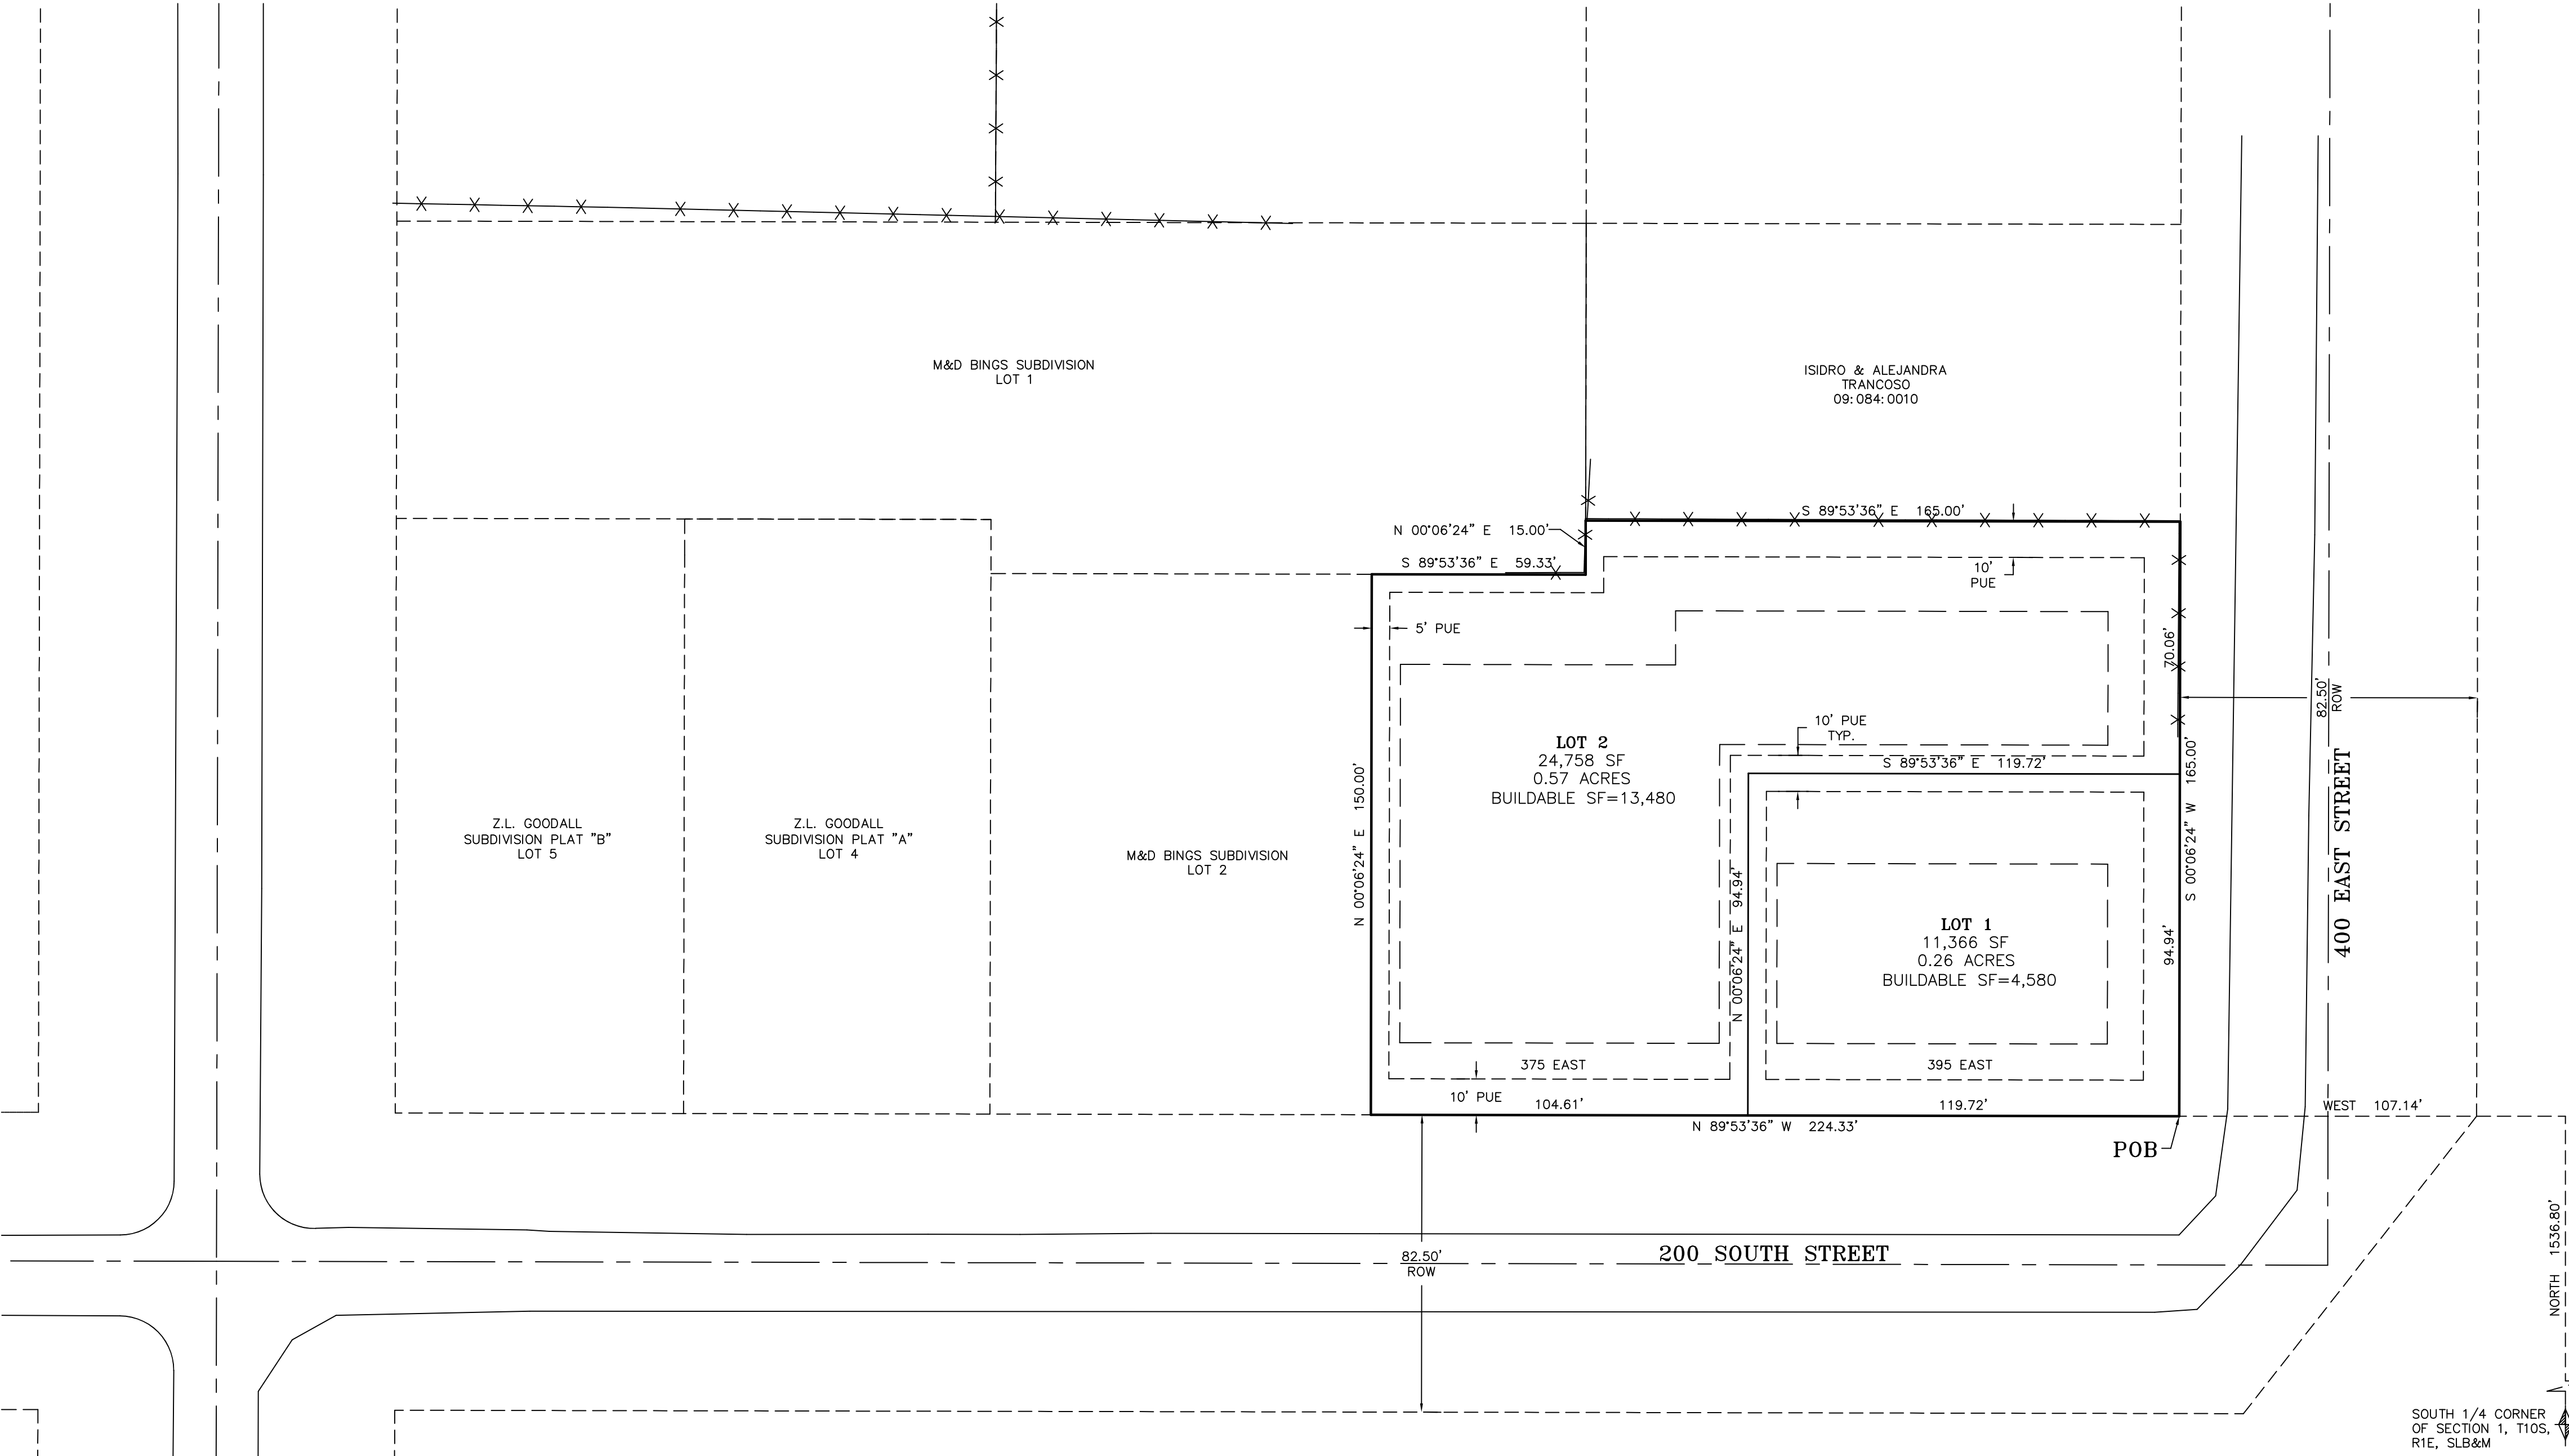 M&D BINGS SUBDIVISION
LOT 1
ISIDRO & ALEJANDRA
TRANCOSO
09:084:0010
S 89°53'36" E 165.00'
N 00°06'24" E 15.00'
S 89°53'36" E 59.33'
10'
PUE
5' PUE
70.06'
82.50'
ROW
10' PUE
TYP.
LOT 2
24,758 SF
0.57 ACRES
BUILDABLE SF=13,480
S 89°53'36" E 119.72'
S 00°06'24" W 165.00'
400 EAST STREET
N 00°06'24" E 150.00'
Z.L. GOODALL
SUBDIVISION PLAT "B"
LOT 5
Z.L. GOODALL
SUBDIVISION PLAT "A"
LOT 4
M&D BINGS SUBDIVISION
LOT 2
N 00°06'24" E 94.94'
LOT 1
11,366 SF
0.26 ACRES
BUILDABLE SF=4,580
94.94'
375 EAST
395 EAST
10' PUE
104.61'
119.72'
WEST 107.14'
N 89°53'36" W 224.33'
POB
200 SOUTH STREET
82.50'
ROW
NORTH 1536.80'
SOUTH 1/4 CORNER
OF SECTION 1, T10S,
R1E, SLB&M